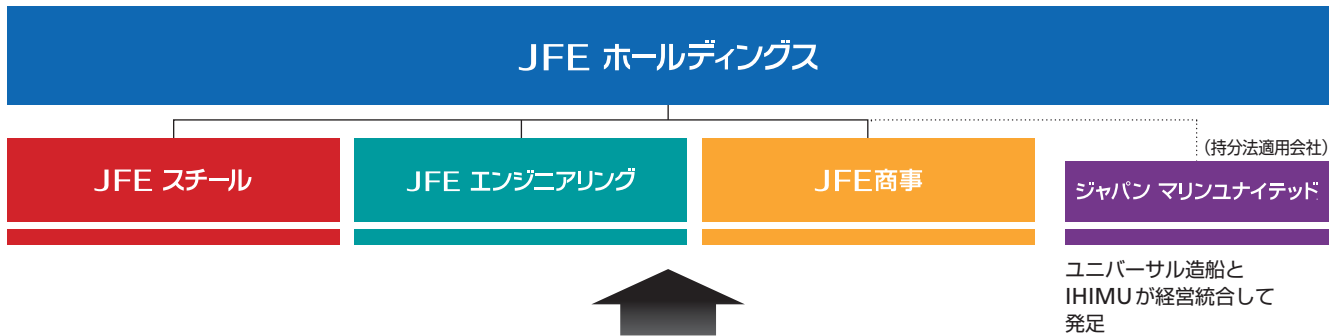 JFE ホールディングス
(持分法適用会社)
JFE スチール
JFE エンジニアリング
JFE商事
ジャパン マリンユナイテッド
ユニバーサル造船と
IHIMUが経営統合して
発足